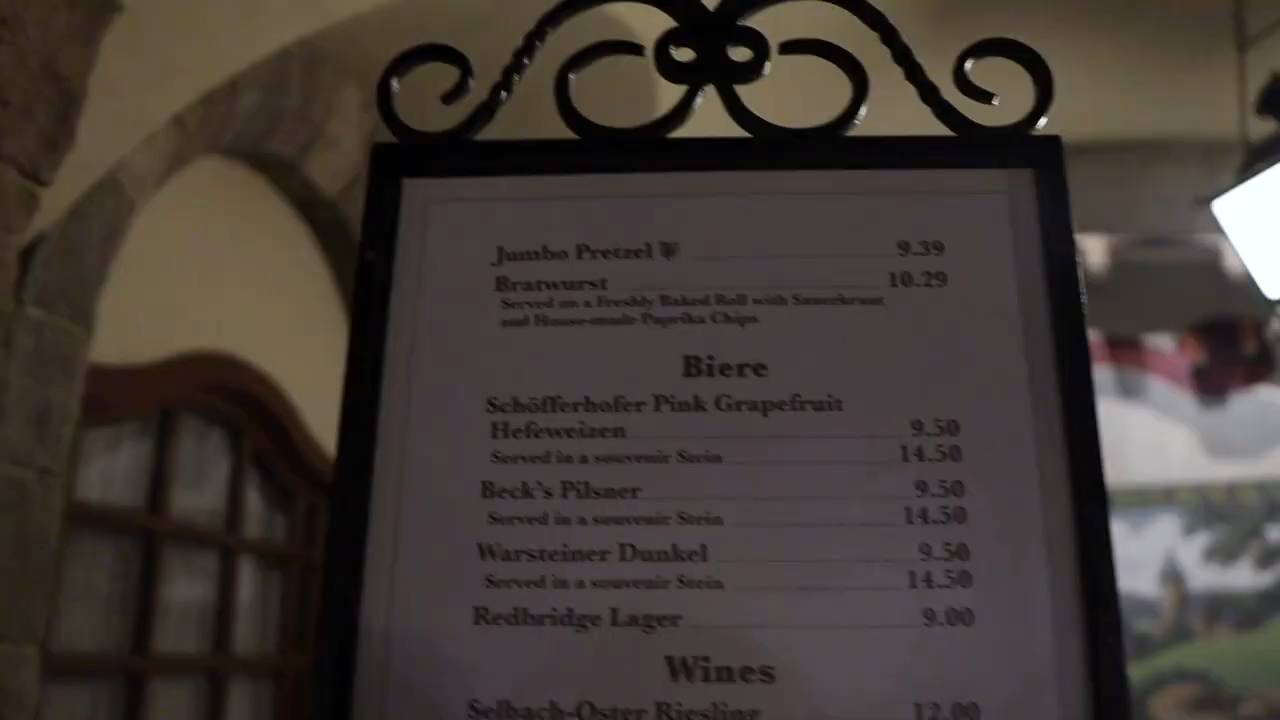 Jumbo Pretzel 9.39
Bratwurst 10.29
Served on a Freshly Baked Roll with Sauerkraut
and House-made Paprika Chips
Biere
Schöfferhofer Pink Grapefruit
Hefeweizen 9.50
Served in a souvenir Stein 14.50
Beck's Pilsner 9.50
Served in a souvenir Stein 14.50
Warsteiner Dunkel 9.50
Served in a souvenir Stein 14.50
Redbridge Lager 9.00
Wines
Selbach-Oster Riesling 12.00